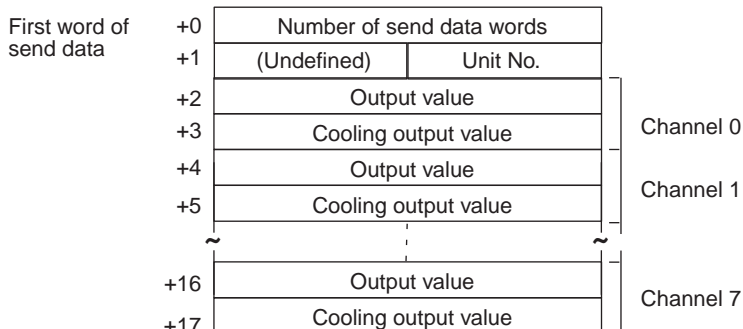 First word of
send data
+0 Number of send data words
+1 (Undefined) Unit No.
+2 Output value
+3 Cooling output value
Channel 0
+4 Output value
+5 Cooling output value
Channel 1
~ ~
+16 Output value
+17 Cooling output value
Channel 7